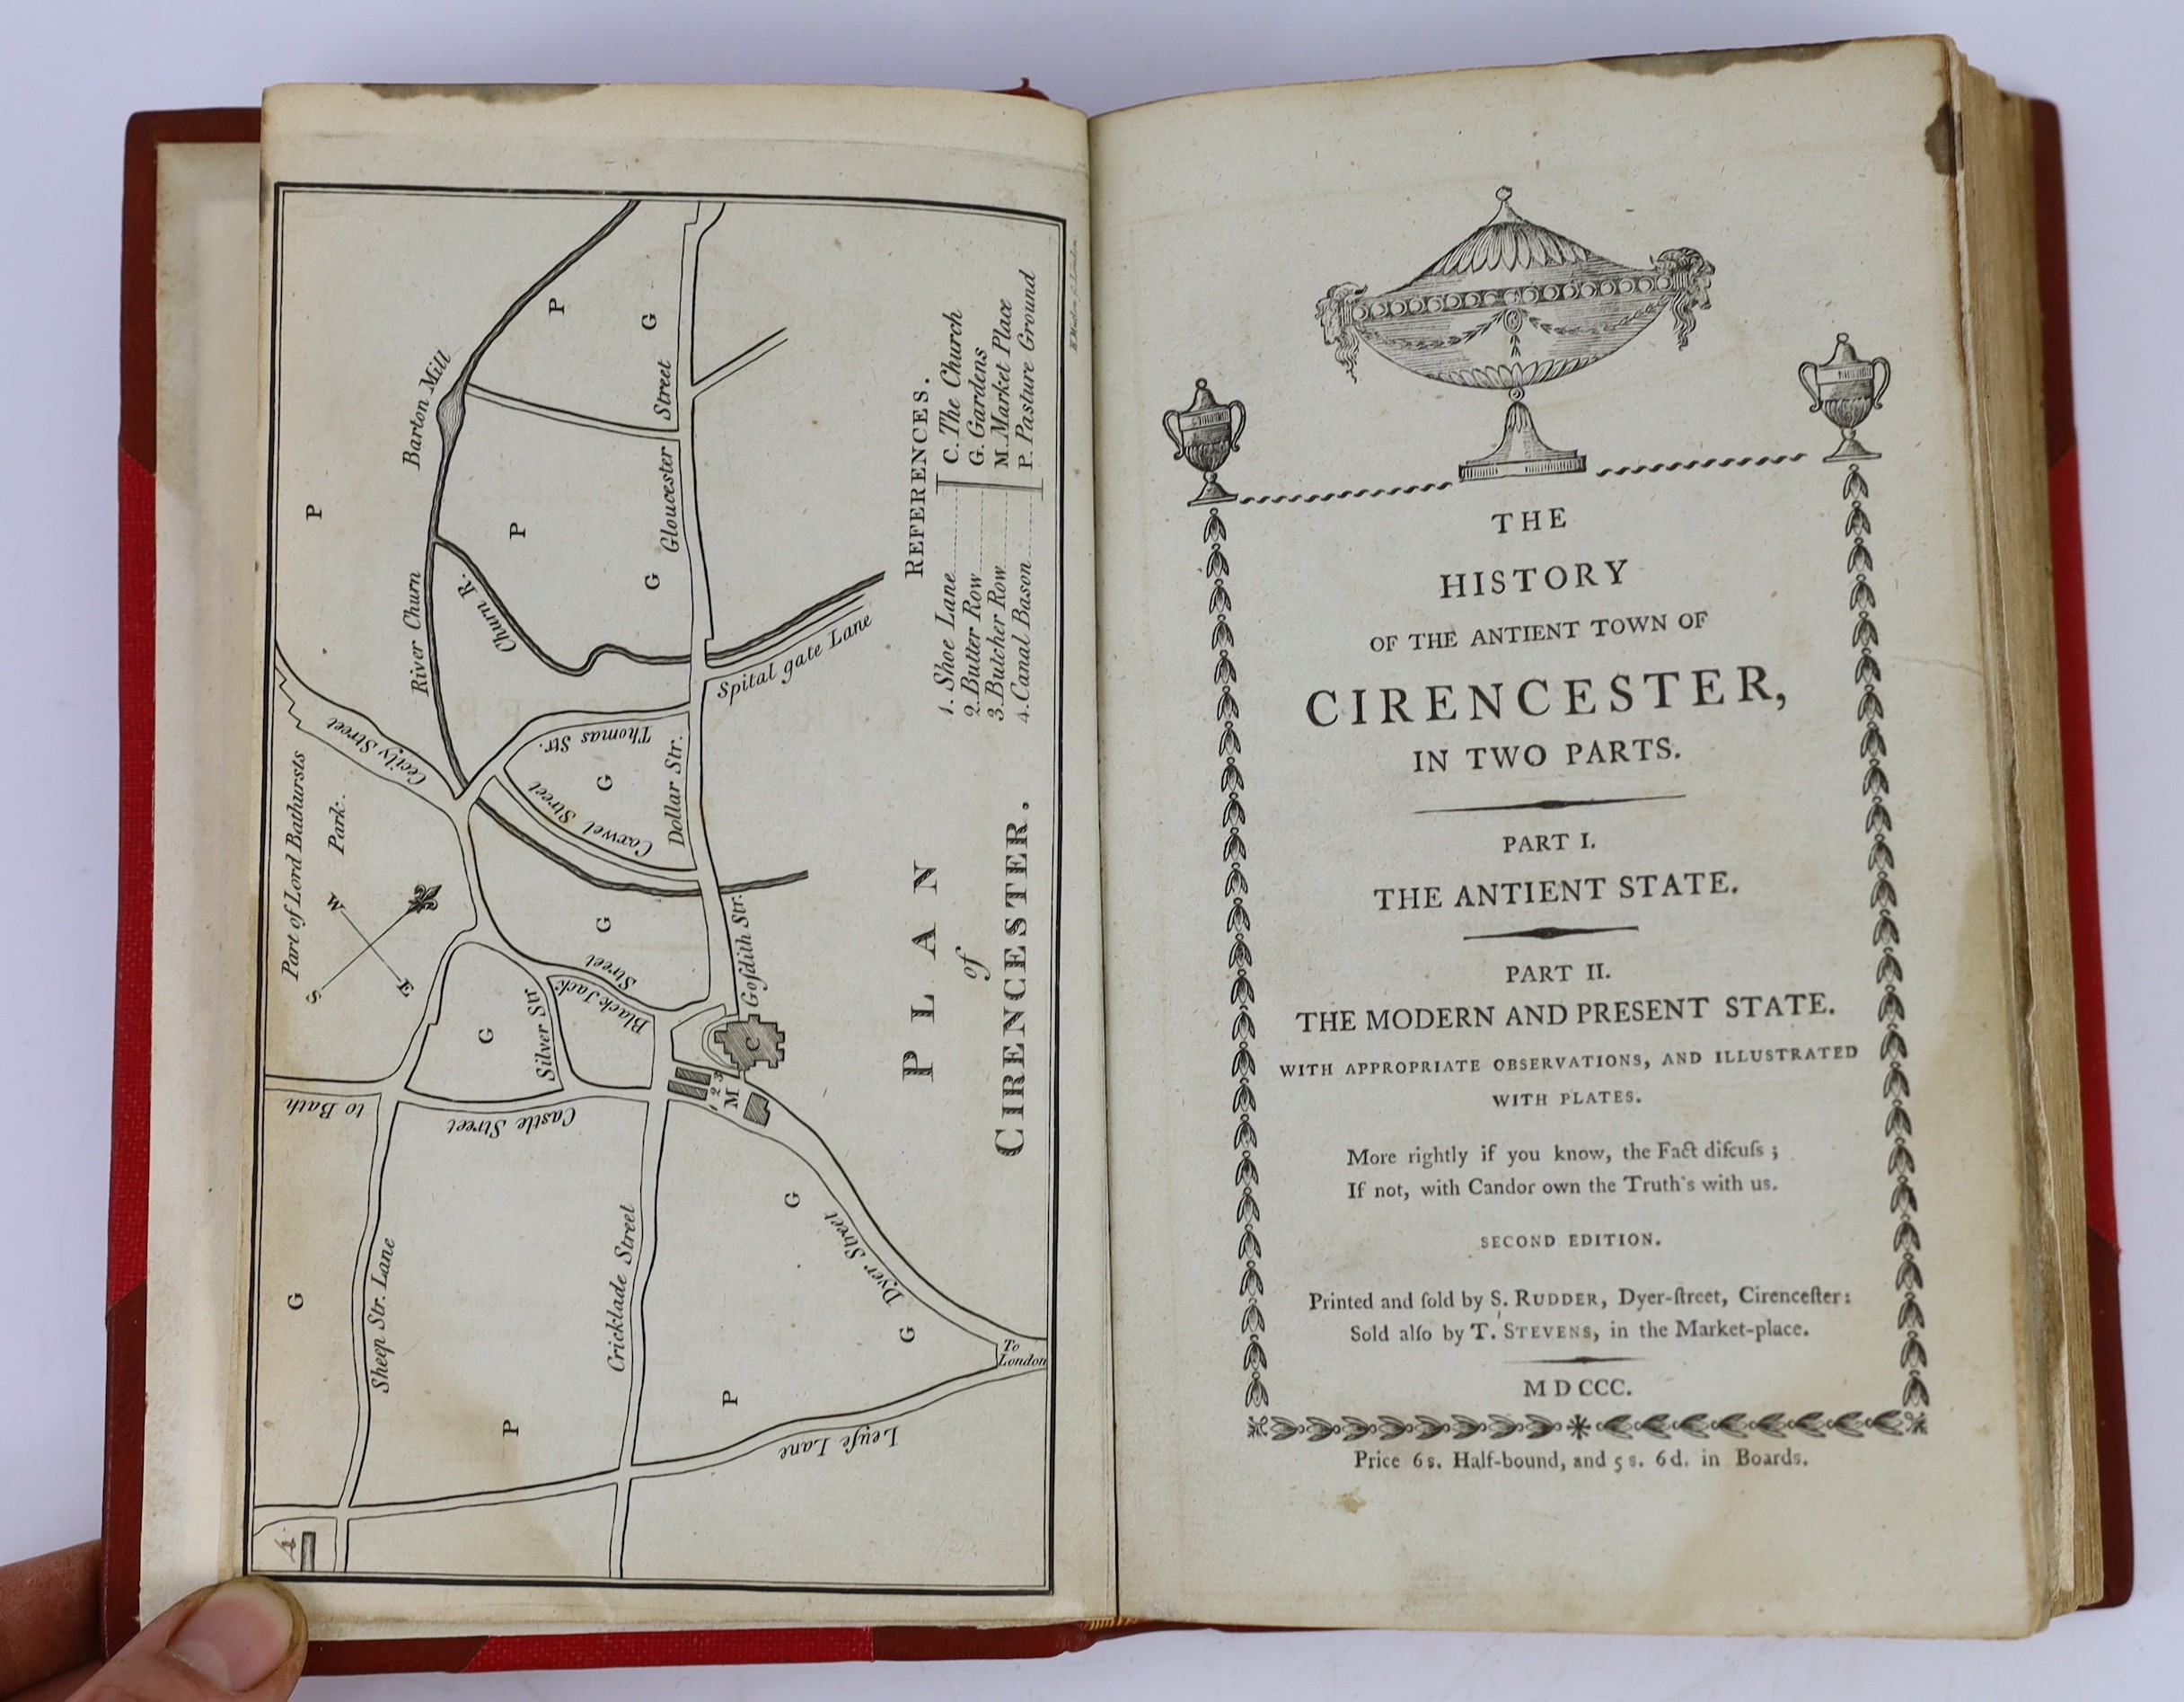 PLAN
of
CIRENCESTER.
REFERENCES.
1. Shoe Lane
2. Butter Row
3. Butcher Row
4. Canal Bason
C. The Church
G. Gardens
M. Market Place
P. Pasture Ground
Part of Lord Bathursts
Park.
S
W
E
P
Barton Mill
River Churn
Churn R.
P
P
G
G
Gloucester Street
Spital gate Lane
Cecily Street
Thomas Str.
Coxwel Street
G
Dollar Str.
G
Gosdith Str.
Black Jack Street
Silver Str.
G
C
1 2 3
M
to Bath
Castle Street
Sheep Str. Lane
G
Cricklade Street
P
P
G
Dyer Street
G
To
London
Leuſe Lane
4
THE
HISTORY
OF THE ANTIENT TOWN OF
CIRENCESTER,
IN TWO PARTS.
PART I.
THE ANTIENT STATE.
PART II.
THE MODERN AND PRESENT STATE.
WITH APPROPRIATE OBSERVATIONS, AND ILLUSTRATED
WITH PLATES.
More rightly if you know, the Fact diſcuſs ;
If not, with Candor own the Truth's with us.
SECOND EDITION.
Printed and ſold by S. RUDDER, Dyer-ſtreet, Cirenceſter:
Sold alſo by T. STEVENS, in the Market-place.
MDCCC.
Price 6s. Half-bound, and 5s. 6d. in Boards.